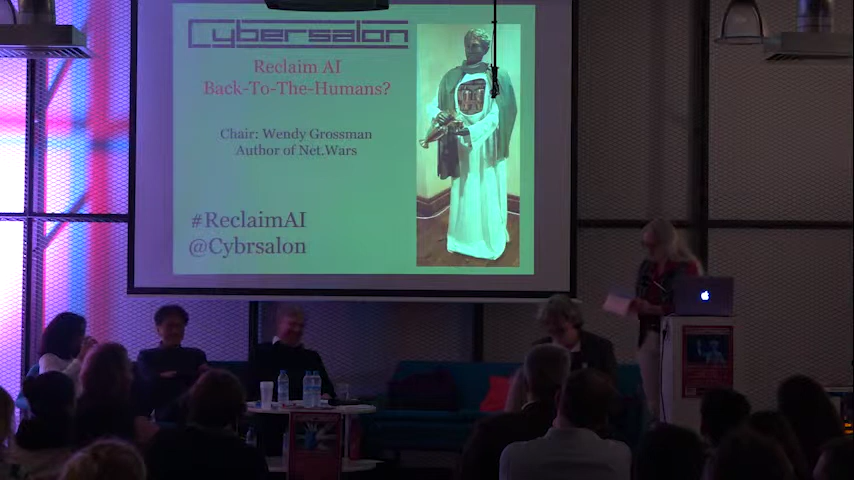 Cybersalon
Reclaim AI
Back-To-The-Humans?
Chair: Wendy Grossman
Author of Net.Wars
#ReclaimAI
@Cybrsalon